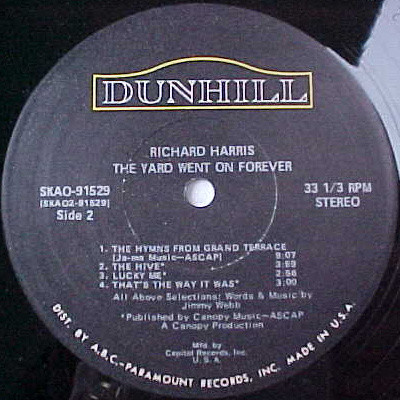 DUNHILL
RICHARD HARRIS
THE YARD WENT ON FOREVER
SKAO-91529
(SKAO2-91529)
Side 2
33 1/3 RPM
STEREO
1. THE HYMNS FROM GRAND TERRACE
(Ja-ma Music—ASCAP) 9:07
2. THE HIVE* 3:59
3. LUCKY ME* 2:56
4. THAT'S THE WAY IT WAS* 3:00
All Above Selections: Words & Music by
Jimmy Webb
*Published by Canopy Music—ASCAP
A Canopy Production
Mfd. by
Capitol Records, Inc.
U.S.A.
DIST. BY A.B.C.-PARAMOUNT RECORDS, INC. MADE IN U.S.A.